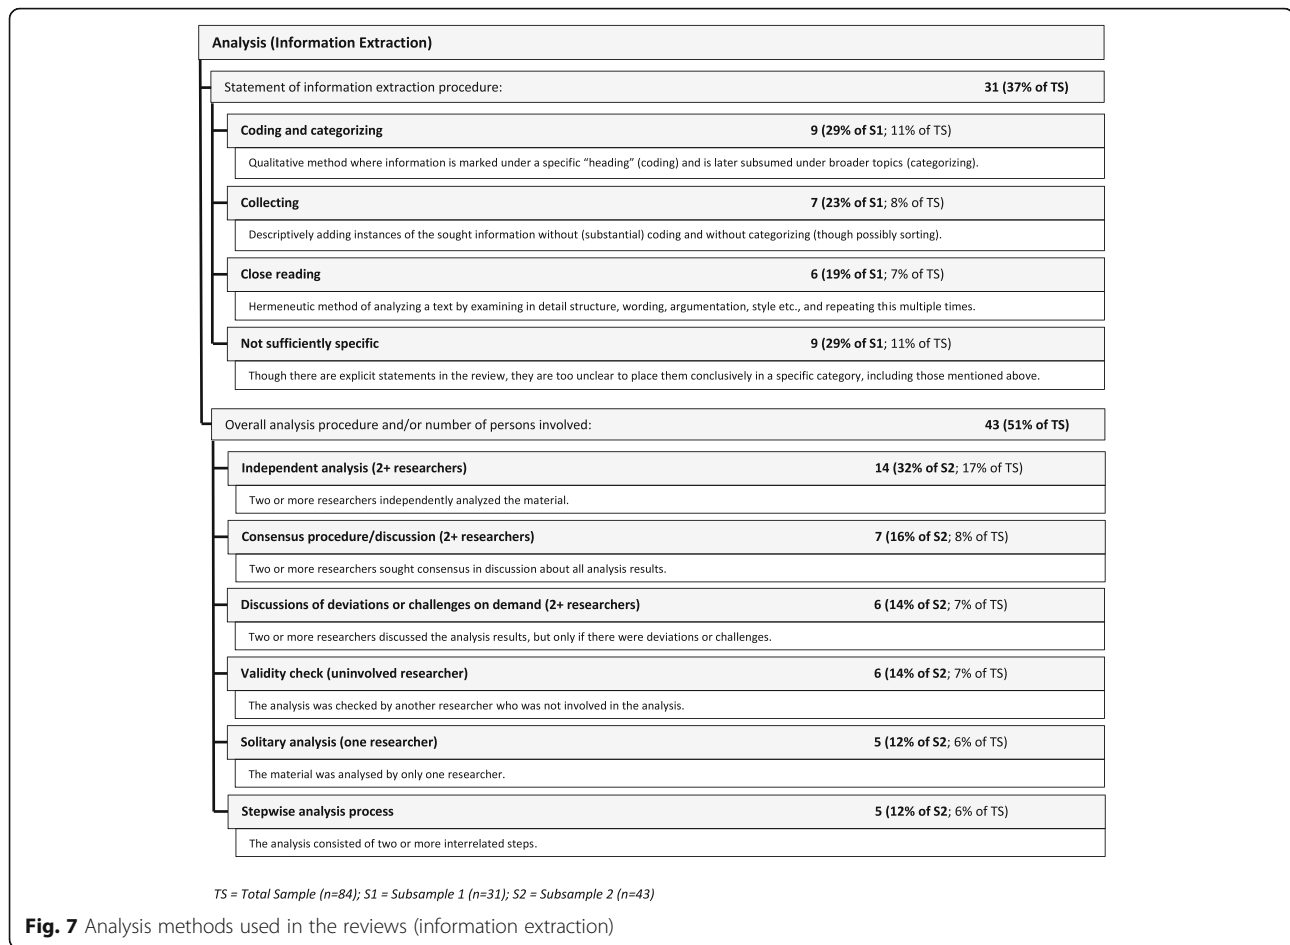 Analysis (Information Extraction)
Statement of information extraction procedure: 31 (37% of TS)
Coding and categorizing 9 (29% of S1; 11% of TS)
Qualitative method where information is marked under a specific “heading” (coding) and is later subsumed under broader topics (categorizing).
Collecting 7 (23% of S1; 8% of TS)
Descriptively adding instances of the sought information without (substantial) coding and without categorizing (though possibly sorting).
Close reading 6 (19% of S1; 7% of TS)
Hermeneutic method of analyzing a text by examining in detail structure, wording, argumentation, style etc., and repeating this multiple times.
Not sufficiently specific 9 (29% of S1; 11% of TS)
Though there are explicit statements in the review, they are too unclear to place them conclusively in a specific category, including those mentioned above.
Overall analysis procedure and/or number of persons involved: 43 (51% of TS)
Independent analysis (2+ researchers) 14 (32% of S2; 17% of TS)
Two or more researchers independently analyzed the material.
Consensus procedure/discussion (2+ researchers) 7 (16% of S2; 8% of TS)
Two or more researchers sought consensus in discussion about all analysis results.
Discussions of deviations or challenges on demand (2+ researchers) 6 (14% of S2; 7% of TS)
Two or more researchers discussed the analysis results, but only if there were deviations or challenges.
Validity check (uninvolved researcher) 6 (14% of S2; 7% of TS)
The analysis was checked by another researcher who was not involved in the analysis.
Solitary analysis (one researcher) 5 (12% of S2; 6% of TS)
The material was analysed by only one researcher.
Stepwise analysis process 5 (12% of S2; 6% of TS)
The analysis consisted of two or more interrelated steps.
TS = Total Sample (n=84); S1 = Subsample 1 (n=31); S2 = Subsample 2 (n=43)
Fig. 7 Analysis methods used in the reviews (information extraction)